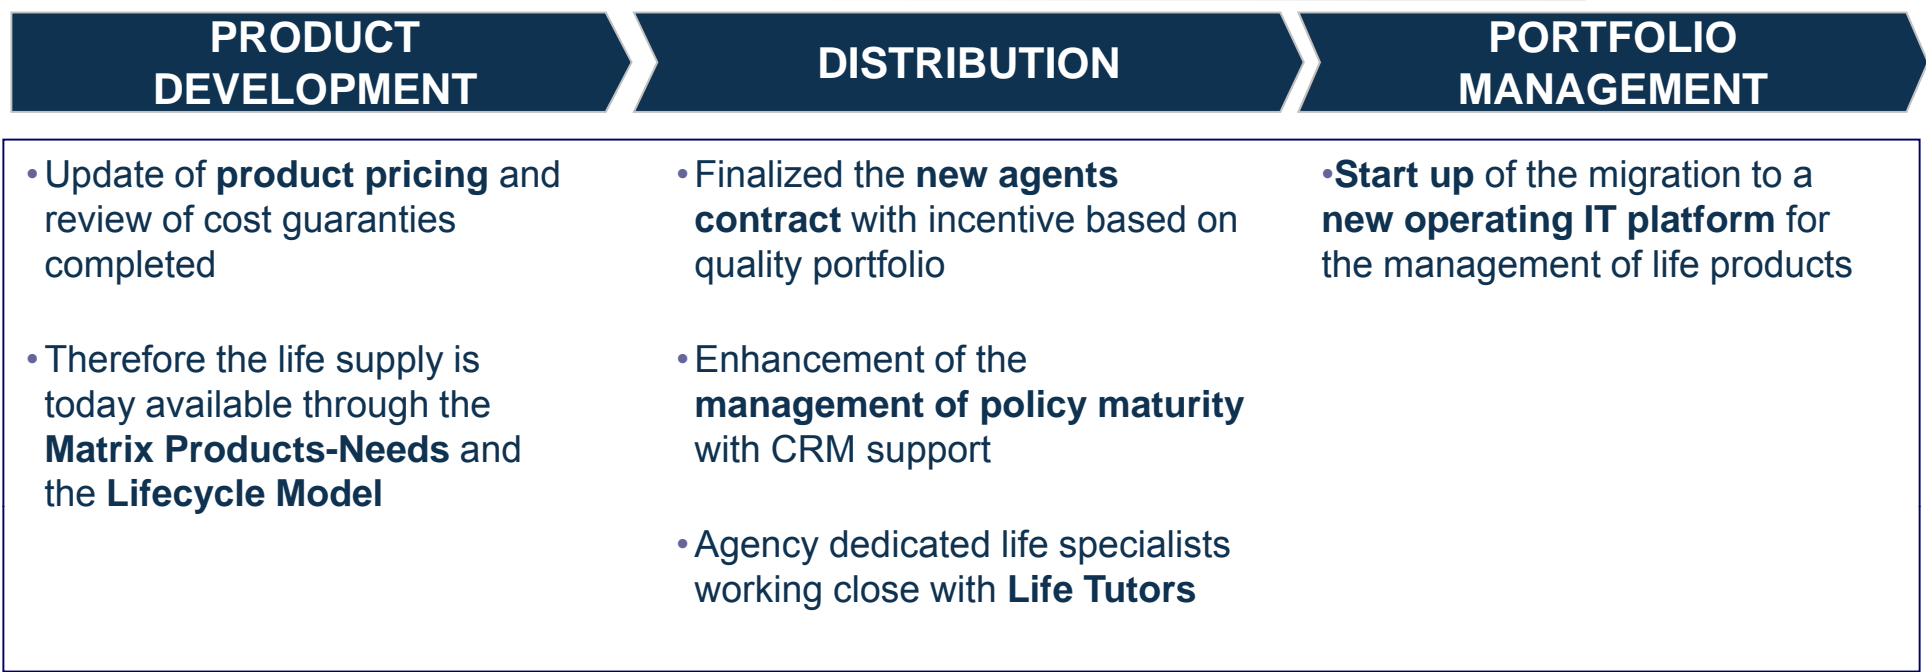 PRODUCT
DEVELOPMENT
DISTRIBUTION
PORTFOLIO
MANAGEMENT
•Update of product pricing and
review of cost guaranties
completed
•Therefore the life supply is
today available through the
Matrix Products-Needs and
the Lifecycle Model
•Finalized the new agents
contract with incentive based on
quality portfolio
•Enhancement of the
management of policy maturity
with CRM support
•Agency dedicated life specialists
working close with Life Tutors
•Start up of the migration to a
new operating IT platform for
the management of life products